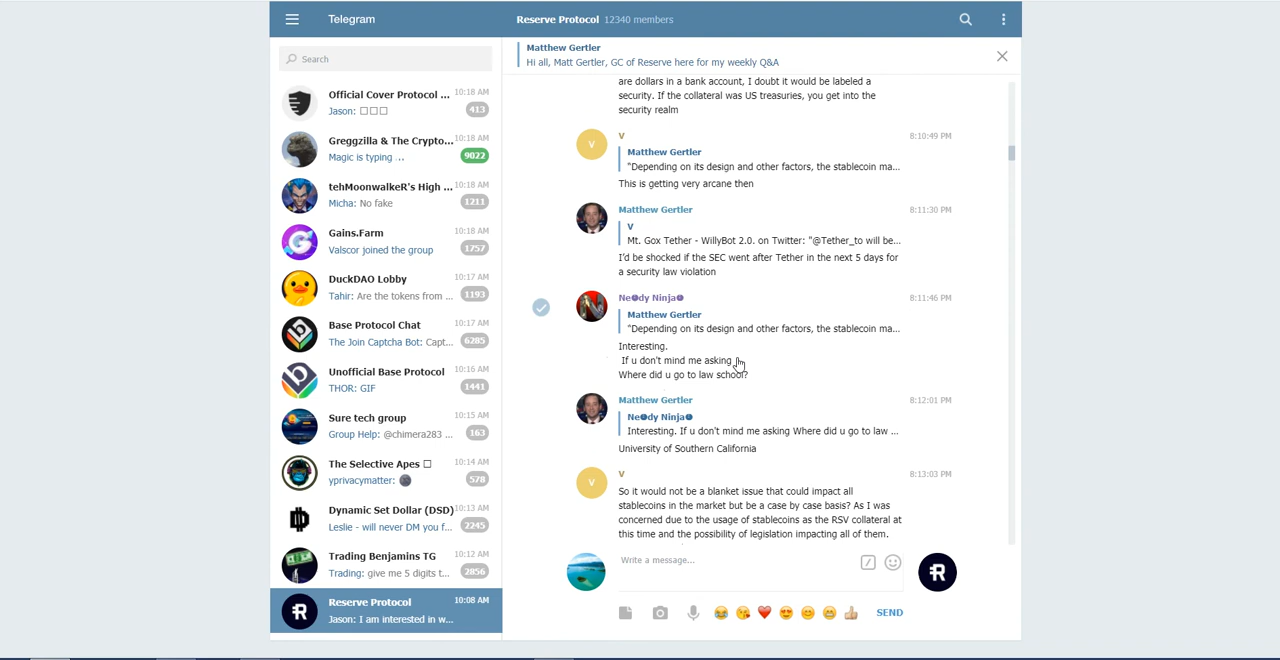 Telegram
Reserve Protocol 12340 members
Search
Official Cover Protocol ... 10:18 AM
Jason: □□□ 413
Greggzilla & The Crypto... 10:18 AM
Magic is typing ... 9022
tehMoonwalkeR's High ... 10:18 AM
Micha: No fake 1211
Gains.Farm 10:18 AM
Valscor joined the group 1757
DuckDAO Lobby 10:17 AM
Tahir: Are the tokens from ... 1193
Base Protocol Chat 10:17 AM
The Join Captcha Bot: Capt... 6285
Unofficial Base Protocol 10:16 AM
THOR: GIF 1441
Sure tech group 10:15 AM
Group Help: @chimera283 ... 163
The Selective Apes □ 10:14 AM
yprivacymatter: 🌚 578
Dynamic Set Dollar (DSD) 10:13 AM
Leslie - will never DM you f... 2245
Trading Benjamins TG 10:12 AM
Trading: give me 5 digits t... 2856
Reserve Protocol 10:08 AM
Jason: I am interested in w...
Matthew Gertler
Hi all, Matt Gertler, GC of Reserve here for my weekly Q&A
are dollars in a bank account, I doubt it would be labeled a
security. If the collateral was US treasuries, you get into the
security realm
V
V 8:10:49 PM
Matthew Gertler
"Depending on its design and other factors, the stablecoin ma...
This is getting very arcane then
Matthew Gertler 8:11:30 PM
V
Mt. Gox Tether - WillyBot 2.0. on Twitter: "@Tether_to will be...
I'd be shocked if the SEC went after Tether in the next 5 days for
a security law violation
Ne🌚dy Ninja🌚 8:11:46 PM
Matthew Gertler
"Depending on its design and other factors, the stablecoin ma...
Interesting.
If u don't mind me asking
Where did u go to law school?
Matthew Gertler 8:12:01 PM
Ne🌚dy Ninja🌚
Interesting. If u don't mind me asking Where did u go to law ...
University of Southern California
V
V 8:13:03 PM
So it would not be a blanket issue that could impact all
stablecoins in the market but be a case by case basis? As I was
concerned due to the usage of stablecoins as the RSV collateral at
this time and the possibility of legislation impacting all of them.
Write a message...
😂 😘 ❤️ 😍 😊 😁 👍 SEND